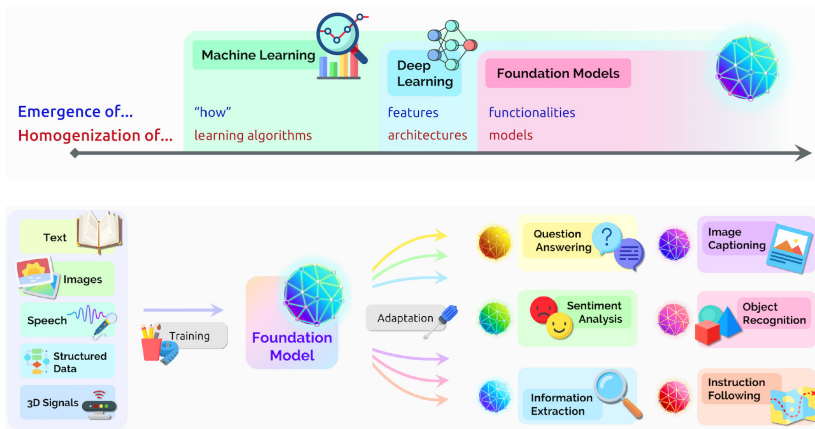 Machine Learning
Deep
Learning
Foundation Models
Emergence of...
"how"
features
functionalities
Homogenization of...
learning algorithms
architectures
models
Text
Images
Speech
Structured
Data
3D Signals
Training
Foundation
Model
Adaptation
Question
Answering
Image
Captioning
Sentiment
Analysis
Object
Recognition
Information
Extraction
Instruction
Following